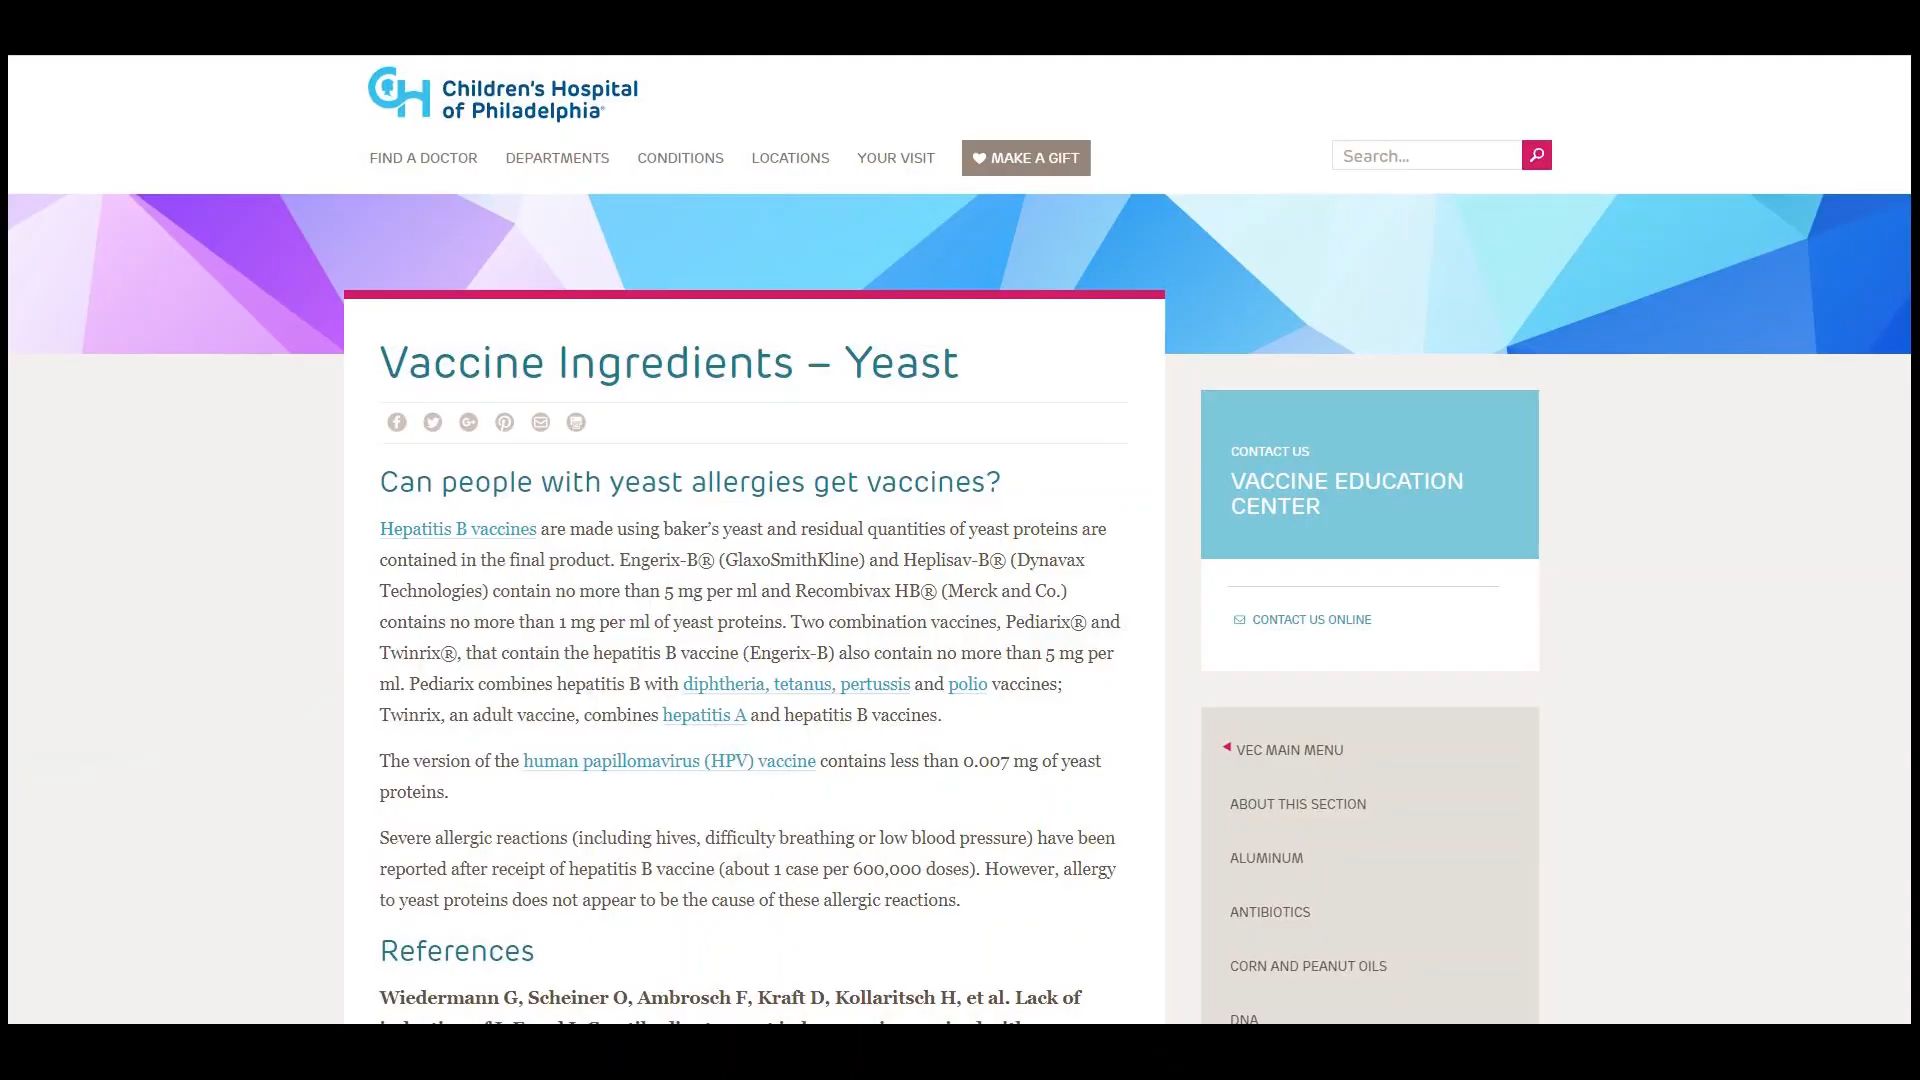 Children's Hospital
of Philadelphia
FIND A DOCTOR DEPARTMENTS CONDITIONS LOCATIONS YOUR VISIT MAKE A GIFT
Search...
Vaccine Ingredients – Yeast
Can people with yeast allergies get vaccines?
Hepatitis B vaccines are made using baker's yeast and residual quantities of yeast proteins are
contained in the final product. Engerix-B® (GlaxoSmithKline) and Heplisav-B® (Dynavax
Technologies) contain no more than 5 mg per ml and Recombivax HB® (Merck and Co.)
contains no more than 1 mg per ml of yeast proteins. Two combination vaccines, Pediarix® and
Twinrix®, that contain the hepatitis B vaccine (Engerix-B) also contain no more than 5 mg per
ml. Pediarix combines hepatitis B with diphtheria, tetanus, pertussis and polio vaccines;
Twinrix, an adult vaccine, combines hepatitis A and hepatitis B vaccines.
The version of the human papillomavirus (HPV) vaccine contains less than 0.007 mg of yeast
proteins.
Severe allergic reactions (including hives, difficulty breathing or low blood pressure) have been
reported after receipt of hepatitis B vaccine (about 1 case per 600,000 doses). However, allergy
to yeast proteins does not appear to be the cause of these allergic reactions.
References
Wiedermann G, Scheiner O, Ambrosch F, Kraft D, Kollaritsch H, et al. Lack of
CONTACT US
VACCINE EDUCATION
CENTER
CONTACT US ONLINE
VEC MAIN MENU
ABOUT THIS SECTION
ALUMINUM
ANTIBIOTICS
CORN AND PEANUT OILS
DNA